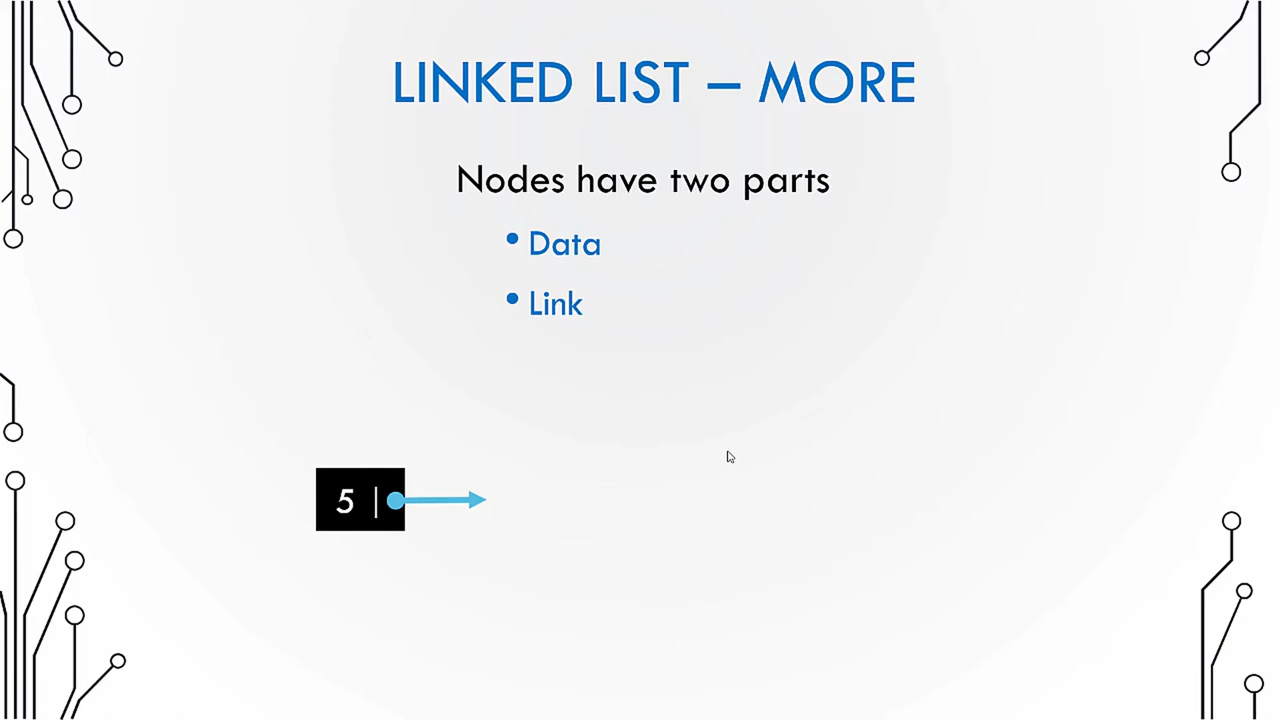 LINKED LIST – MORE
Nodes have two parts
• Data
• Link
5 |